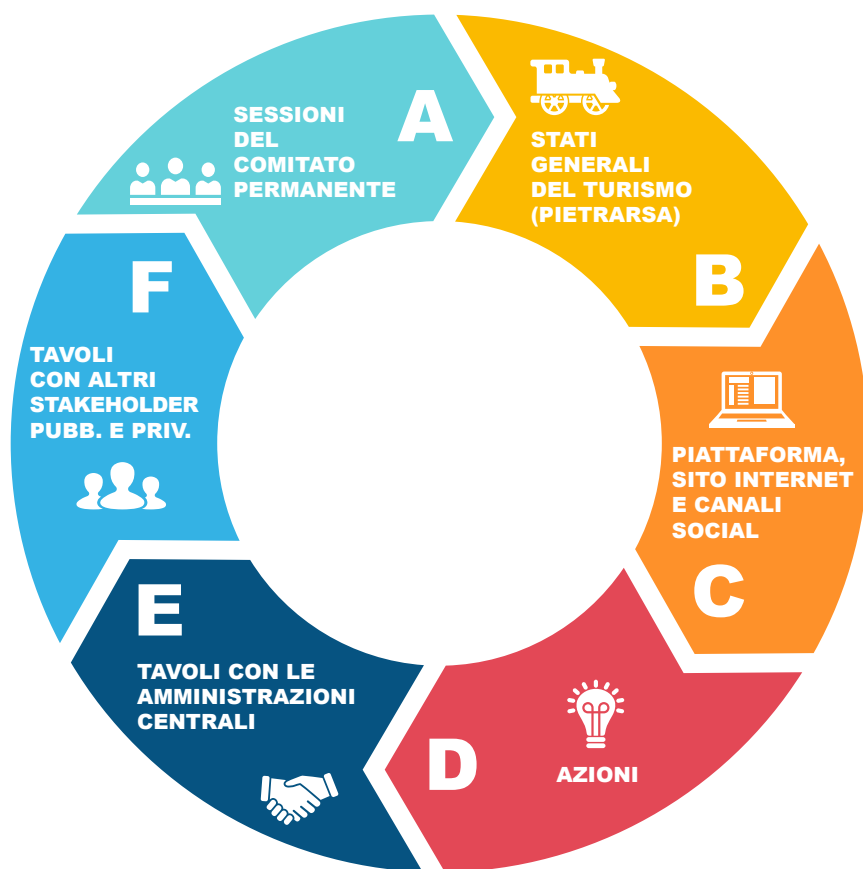 A
SESSIONI
DEL
COMITATO
PERMANENTE
STATI
GENERALI
DEL TURISMO
(PIETRARSA)
B
PIATTAFORMA,
SITO INTERNET
E CANALI
SOCIAL
C
D
AZIONI
E
TAVOLI CON LE
AMMINISTRAZIONI
CENTRALI
F
TAVOLI
CON ALTRI
STAKEHOLDER
PUBB. E PRIV.